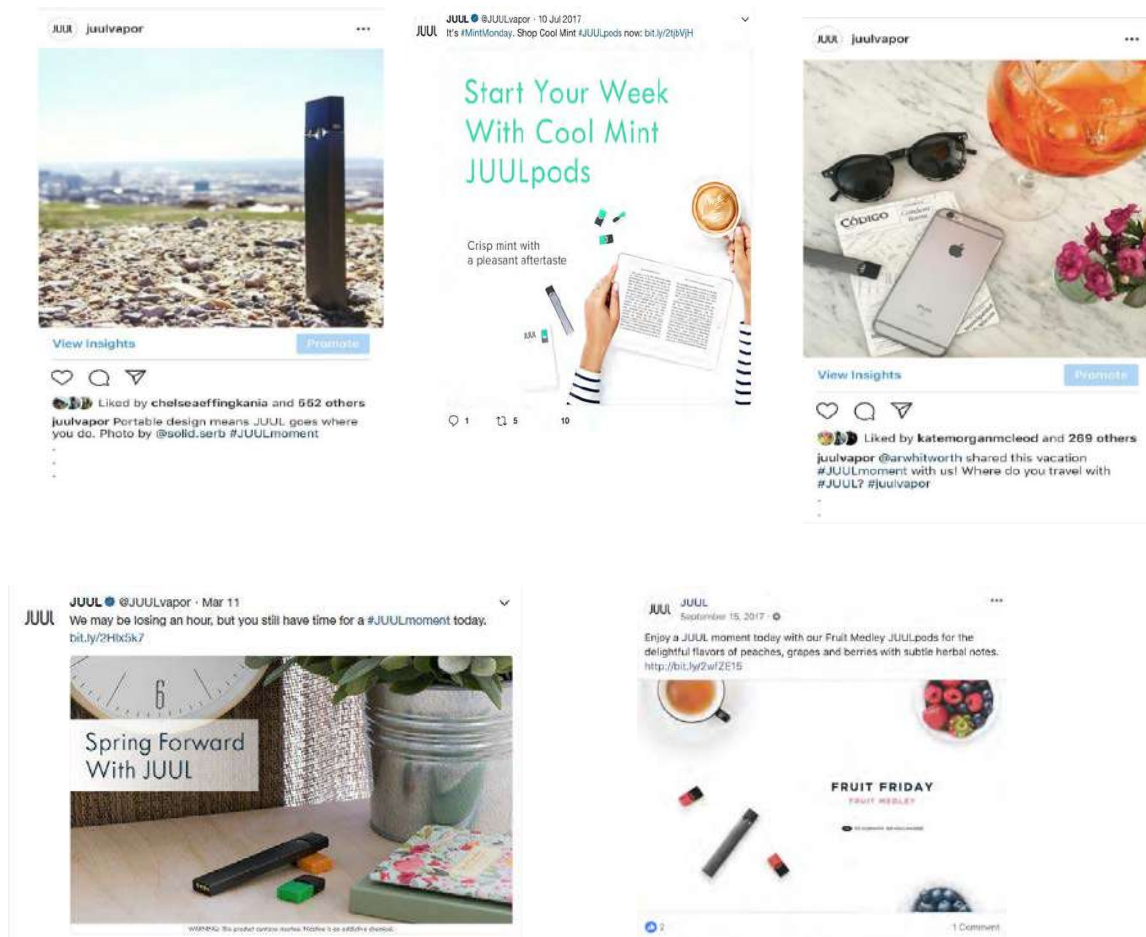 JUUL juulvapor
View Insights
Promote
Liked by chelseaeffingkania and 552 others
juulvapor Portable design means JUUL goes where
you do. Photo by @solid.serb #JUULmoment
.
.
.
JUUL
JUUL @JUULvapor · 10 Jul 2017
It's #MintMonday. Shop Cool Mint #JUULpods now: bit.ly/2tjbVjH
Start Your Week
With Cool Mint
JUULpods
Crisp mint with
a pleasant aftertaste
JUUL
1 5 10
JUUL juulvapor
CÓDIGO
View Insights
Promote
Liked by katemorganmcleod and 269 others
juulvapor @arwhitworth shared this vacation
#JUULmoment with us! Where do you travel with
#JUUL? #juulvapor
.
.
JUUL
JUUL @JUULvapor · Mar 11
We may be losing an hour, but you still have time for a #JUULmoment today.
bit.ly/2Hlx5k7
6
Spring Forward
With JUUL
WARNING: This product contains nicotine. Nicotine is an addictive chemical.
JUUL
JUUL
September 15, 2017 ·
Enjoy a JUUL moment today with our Fruit Medley JUULpods for the
delightful flavors of peaches, grapes and berries with subtle herbal notes.
http://bit.ly/2wfZE15
FRUIT FRIDAY
FRUIT MEDLEY
2
1 Comment